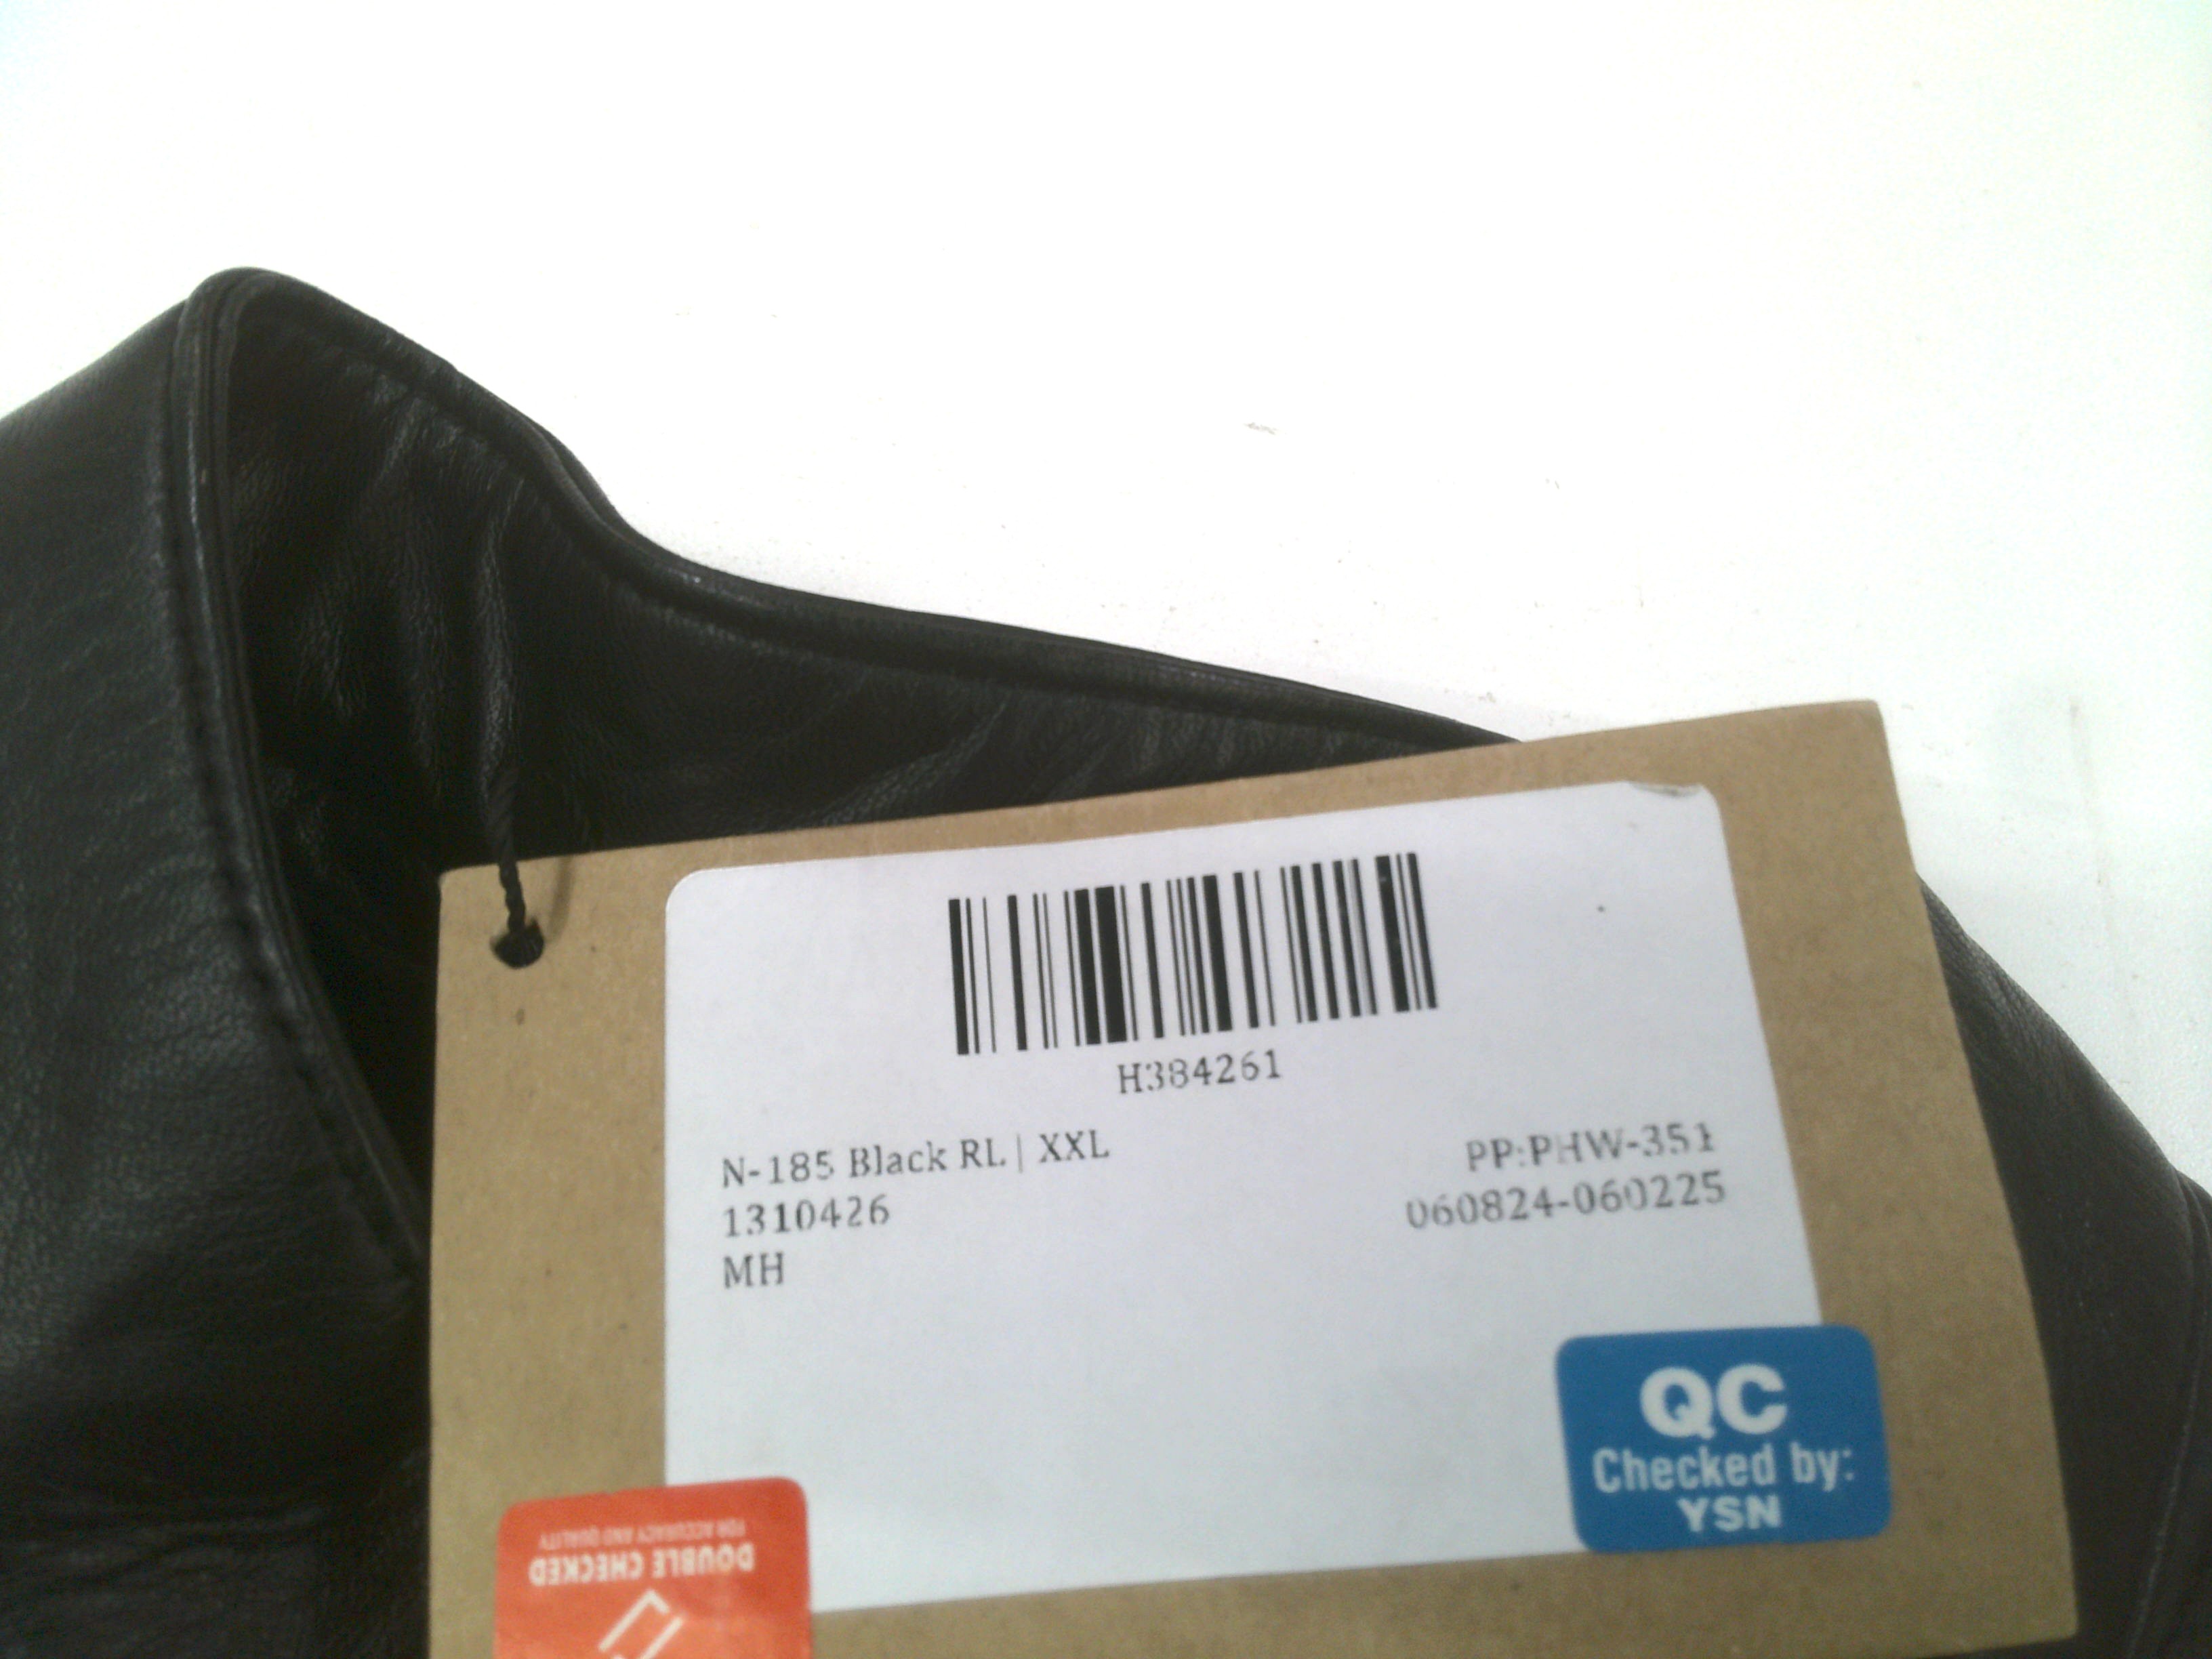 H384261
N-185 Black RL | XXL
1310426
MH
PP:PHW-351
060824-060225
QC
Checked by:
YSN
DOUBLE CHECKED
FOR ACCURACY AND QUALITY